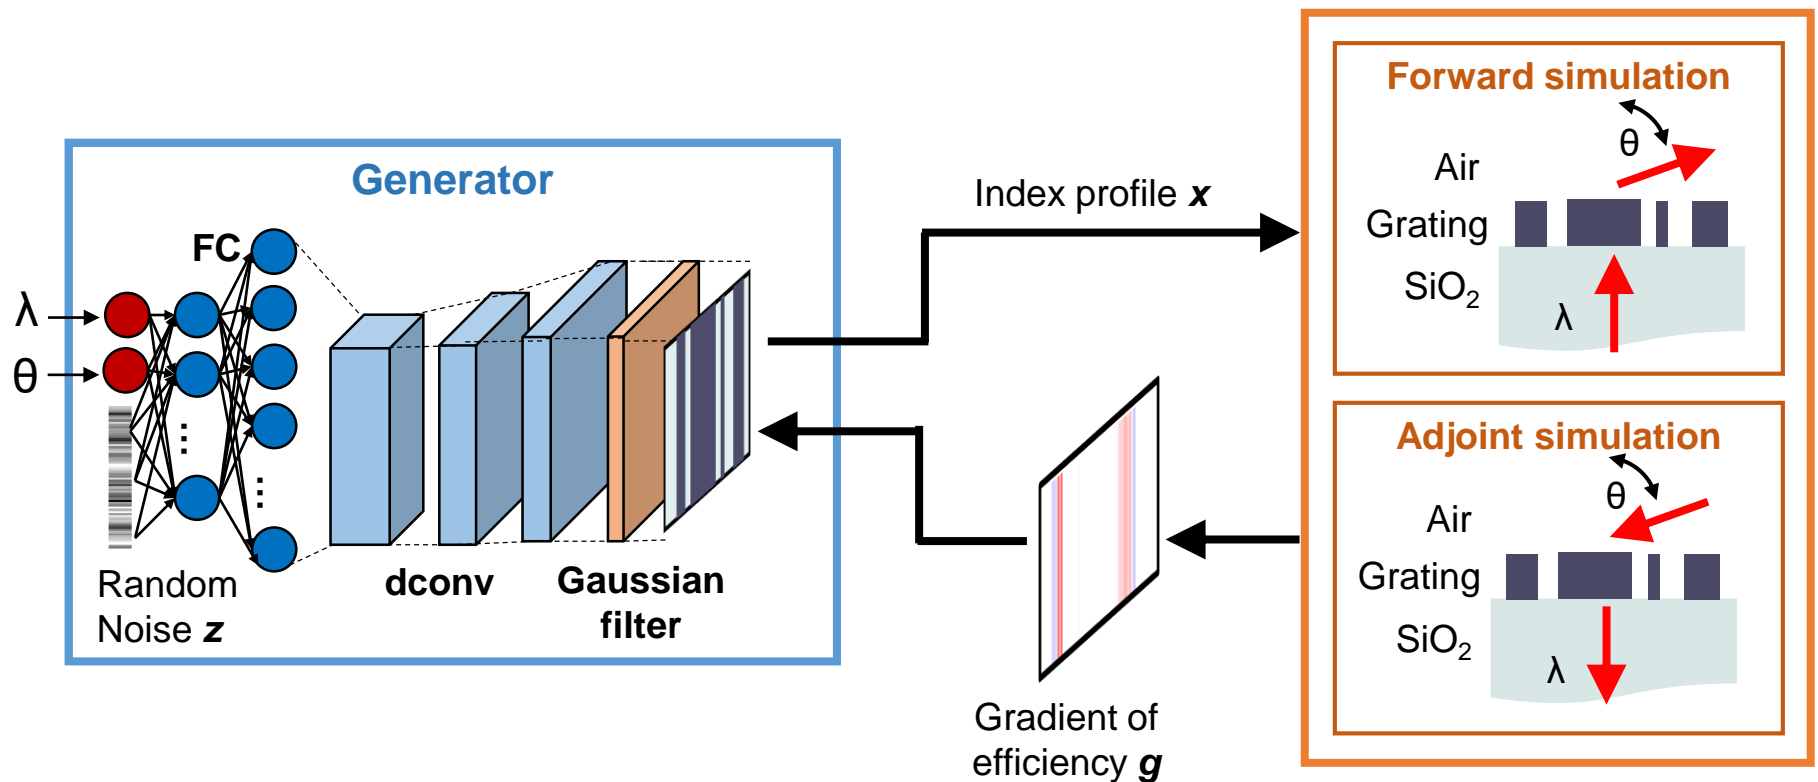 Generator
FC
λ
θ
...
...
Random
Noise z
dconv
Gaussian
filter
Index profile x
Gradient of
efficiency g
Forward simulation
θ
Air
Grating
SiO₂
λ
Adjoint simulation
θ
Air
Grating
SiO₂
λ